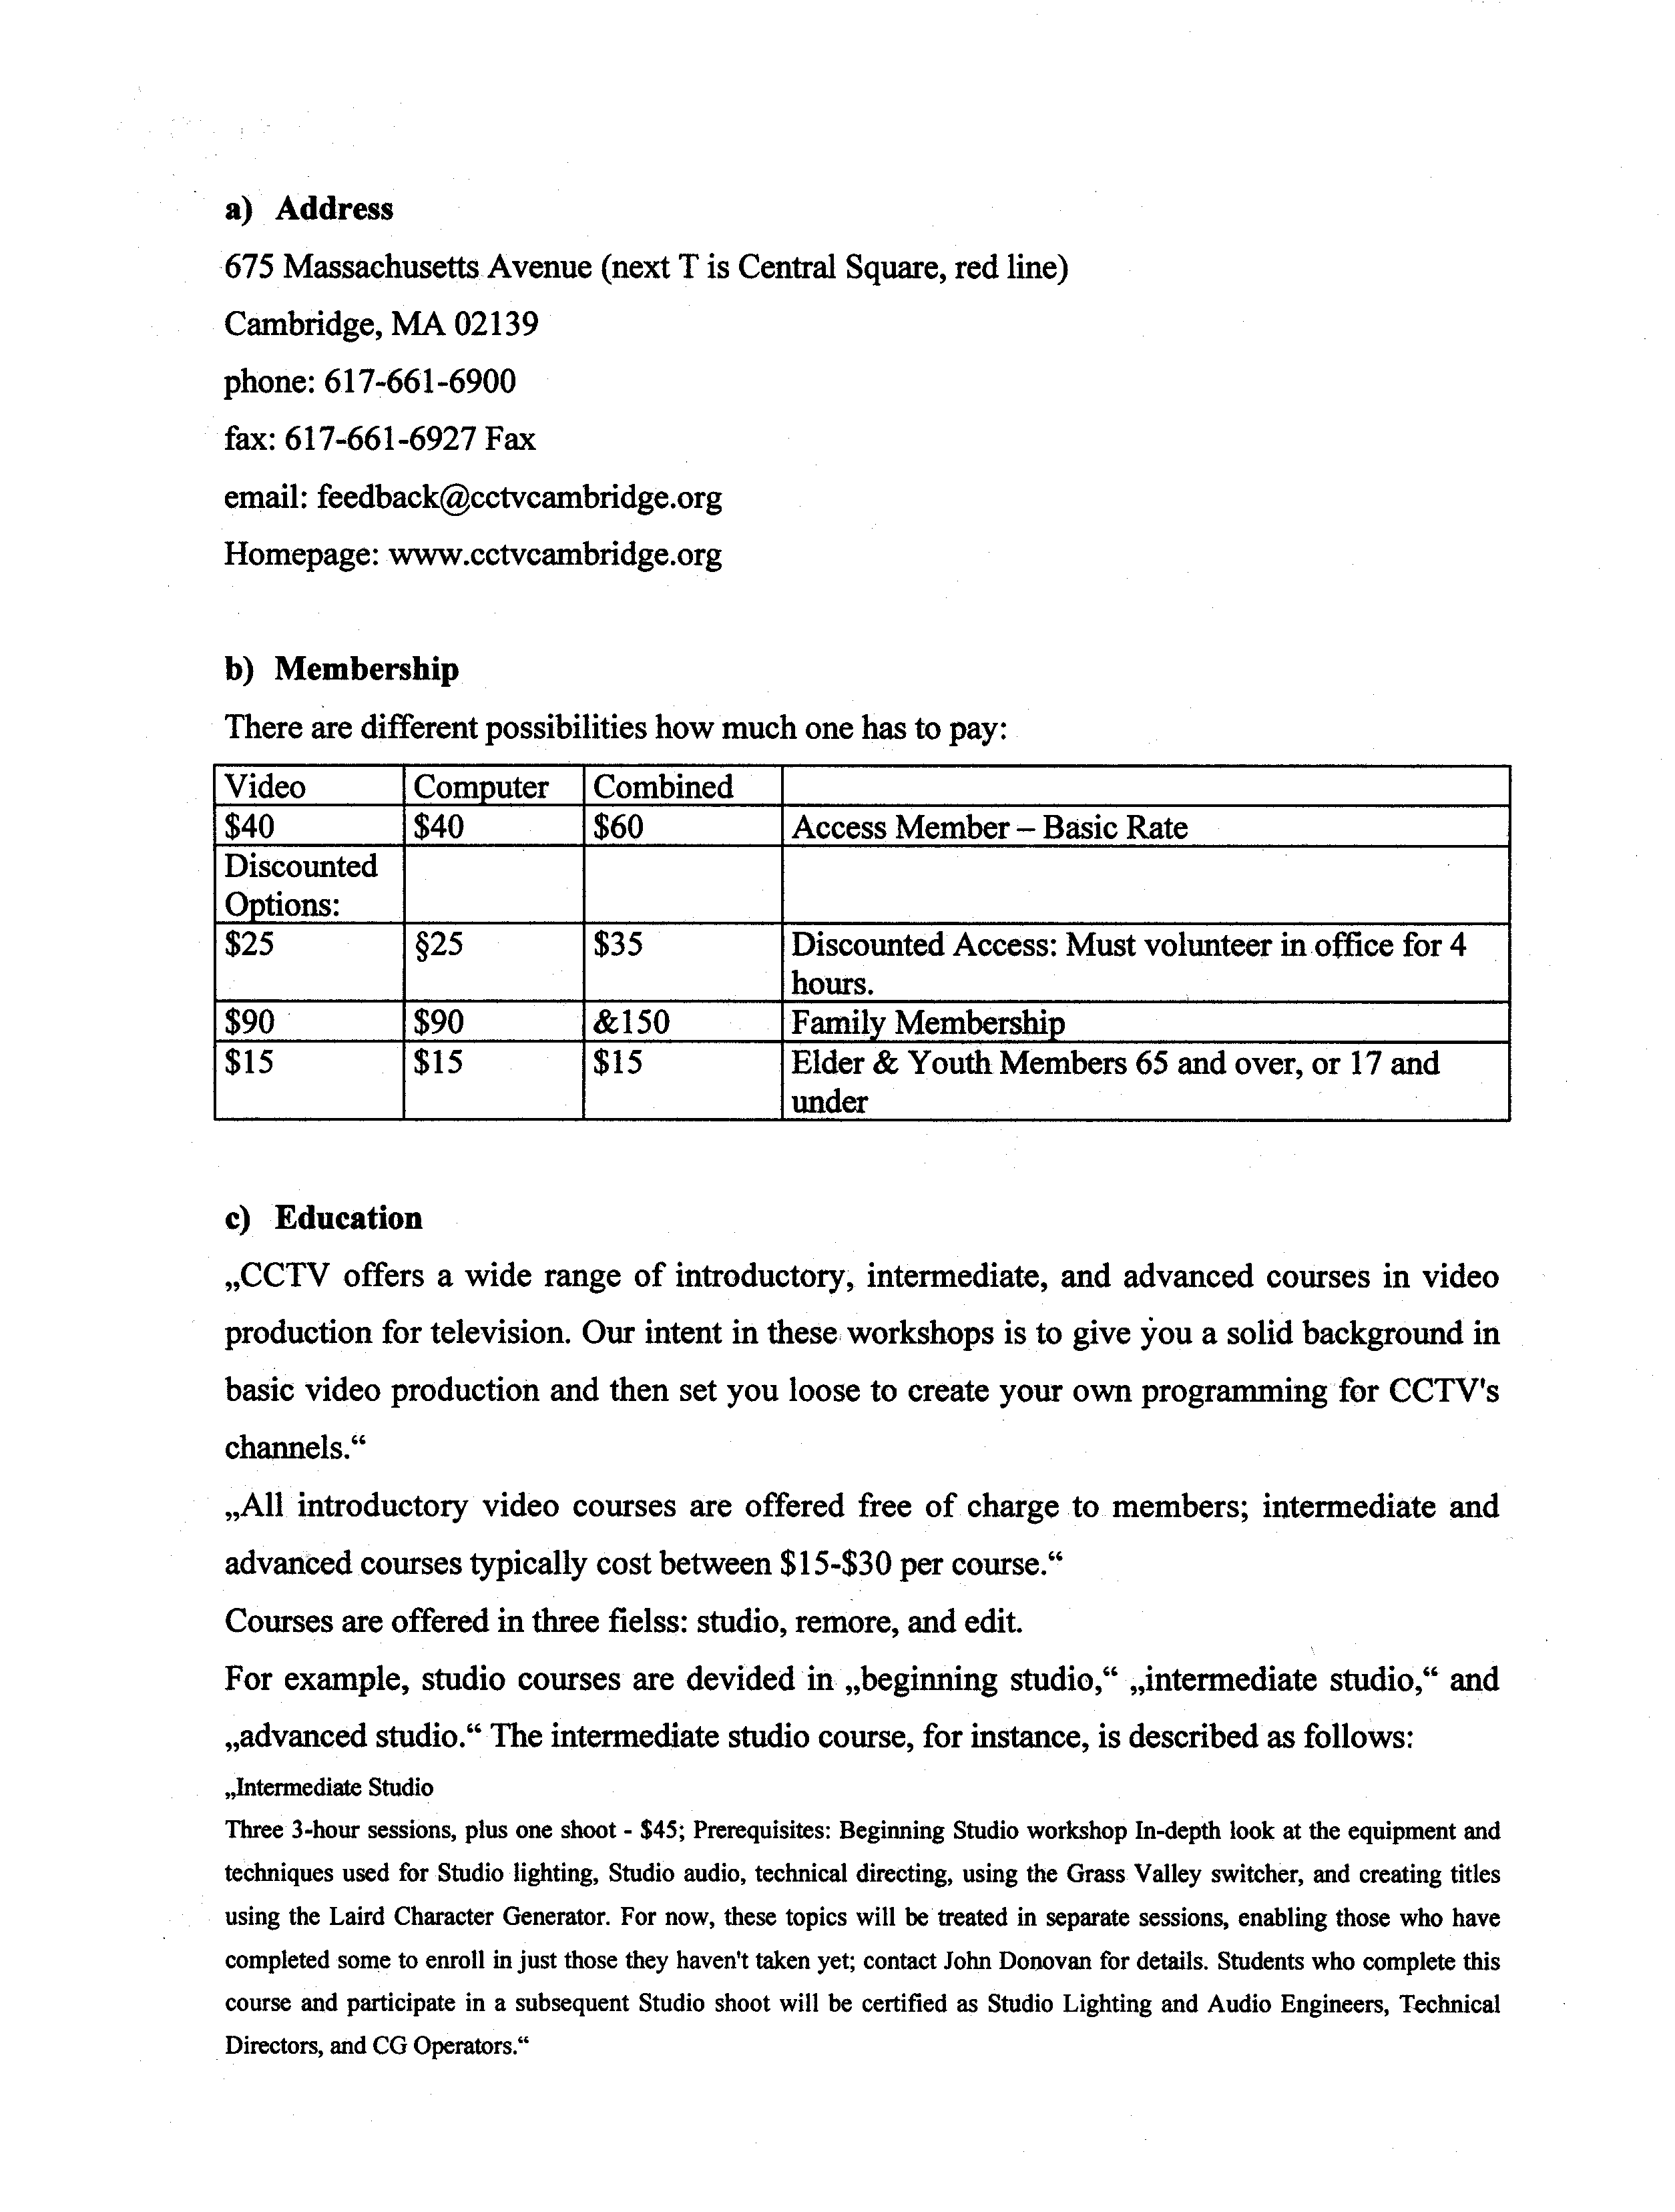 a) Address
675 Massachusetts Avenue (next T is Central Square, red line)
Cambridge, MA 02139
phone: 617-661-6900
fax: 617-661-6927 Fax
email: feedback@cctvcambridge.org
Homepage: www.cctvcambridge.org
b) Membership
There are different possibilities how much one has to pay:
Video Computer Combined
$40 $40 $60 Access Member – Basic Rate
Discounted
Options:
$25 §25 $35 Discounted Access: Must volunteer in office for 4
hours.
$90 $90 &150 Family Membership
$15 $15 $15 Elder & Youth Members 65 and over, or 17 and
under
c) Education
„CCTV offers a wide range of introductory, intermediate, and advanced courses in video
production for television. Our intent in these workshops is to give you a solid background in
basic video production and then set you loose to create your own programming for CCTV's
channels.“
„All introductory video courses are offered free of charge to members; intermediate and
advanced courses typically cost between $15-$30 per course.“
Courses are offered in three fielss: studio, remore, and edit.
For example, studio courses are devided in „beginning studio,“ „intermediate studio,“ and
„advanced studio.“ The intermediate studio course, for instance, is described as follows:
„Intermediate Studio
Three 3-hour sessions, plus one shoot - $45; Prerequisites: Beginning Studio workshop In-depth look at the equipment and
techniques used for Studio lighting, Studio audio, technical directing, using the Grass Valley switcher, and creating titles
using the Laird Character Generator. For now, these topics will be treated in separate sessions, enabling those who have
completed some to enroll in just those they haven't taken yet; contact John Donovan for details. Students who complete this
course and participate in a subsequent Studio shoot will be certified as Studio Lighting and Audio Engineers, Technical
Directors, and CG Operators.“